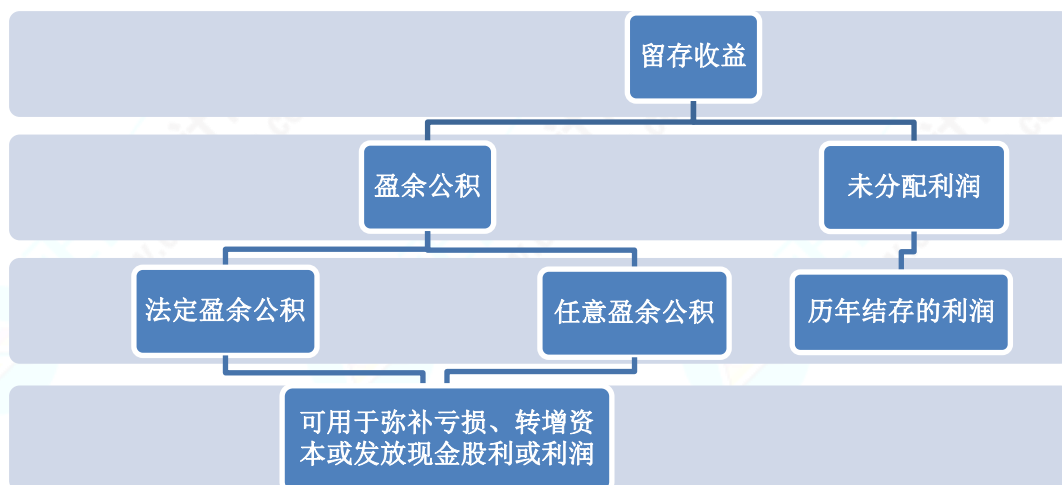 留存收益
盈余公积
未分配利润
法定盈余公积
任意盈余公积
历年结存的利润
可用于弥补亏损、转增资
本或发放现金股利或利润